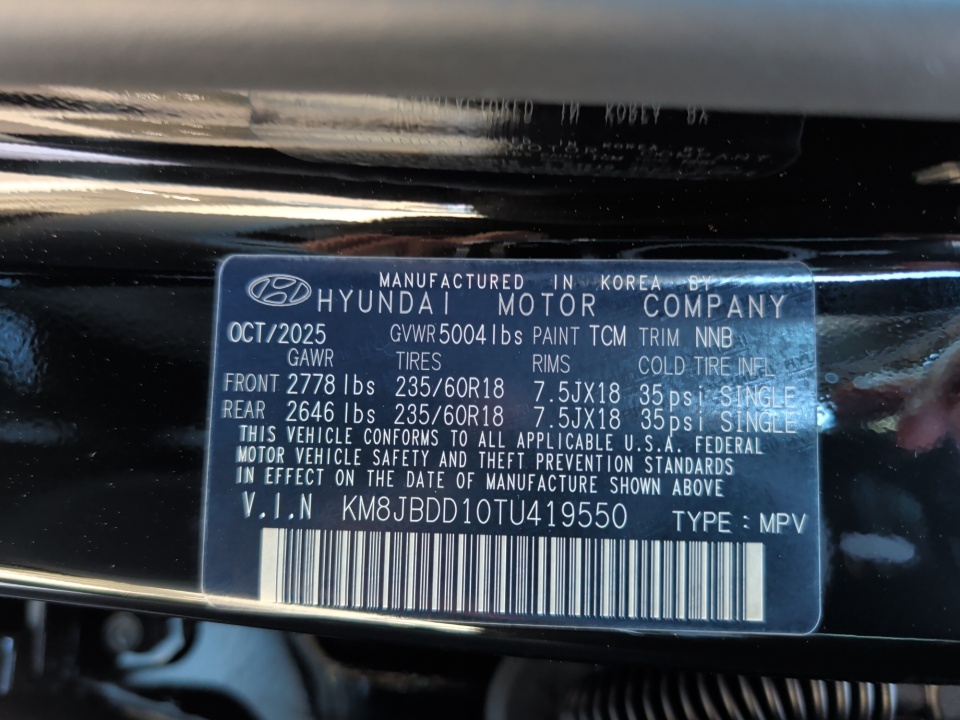 MANUFACTURED IN KOREA BY
HYUNDAI MOTOR COMPANY
OCT/2025 GVWR 5004 lbs PAINT TCM TRIM NNB
GAWR TIRES RIMS COLD TIRE INFL
FRONT 2778 lbs 235/60R18 7.5JX18 35 psi SINGLE
REAR 2646 lbs 235/60R18 7.5JX18 35 psi SINGLE
THIS VEHICLE CONFORMS TO ALL APPLICABLE U.S.A. FEDERAL
MOTOR VEHICLE SAFETY AND THEFT PREVENTION STANDARDS
IN EFFECT ON THE DATE OF MANUFACTURE SHOWN ABOVE
V.I.N KM8JBDD10TU419550 TYPE : MPV